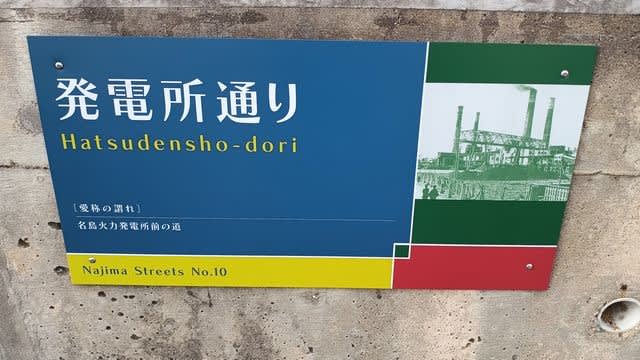 発電所通り
Hatsudensho-dori
[愛称の謂れ]
名島火力発電所前の道
Najima Streets No.10